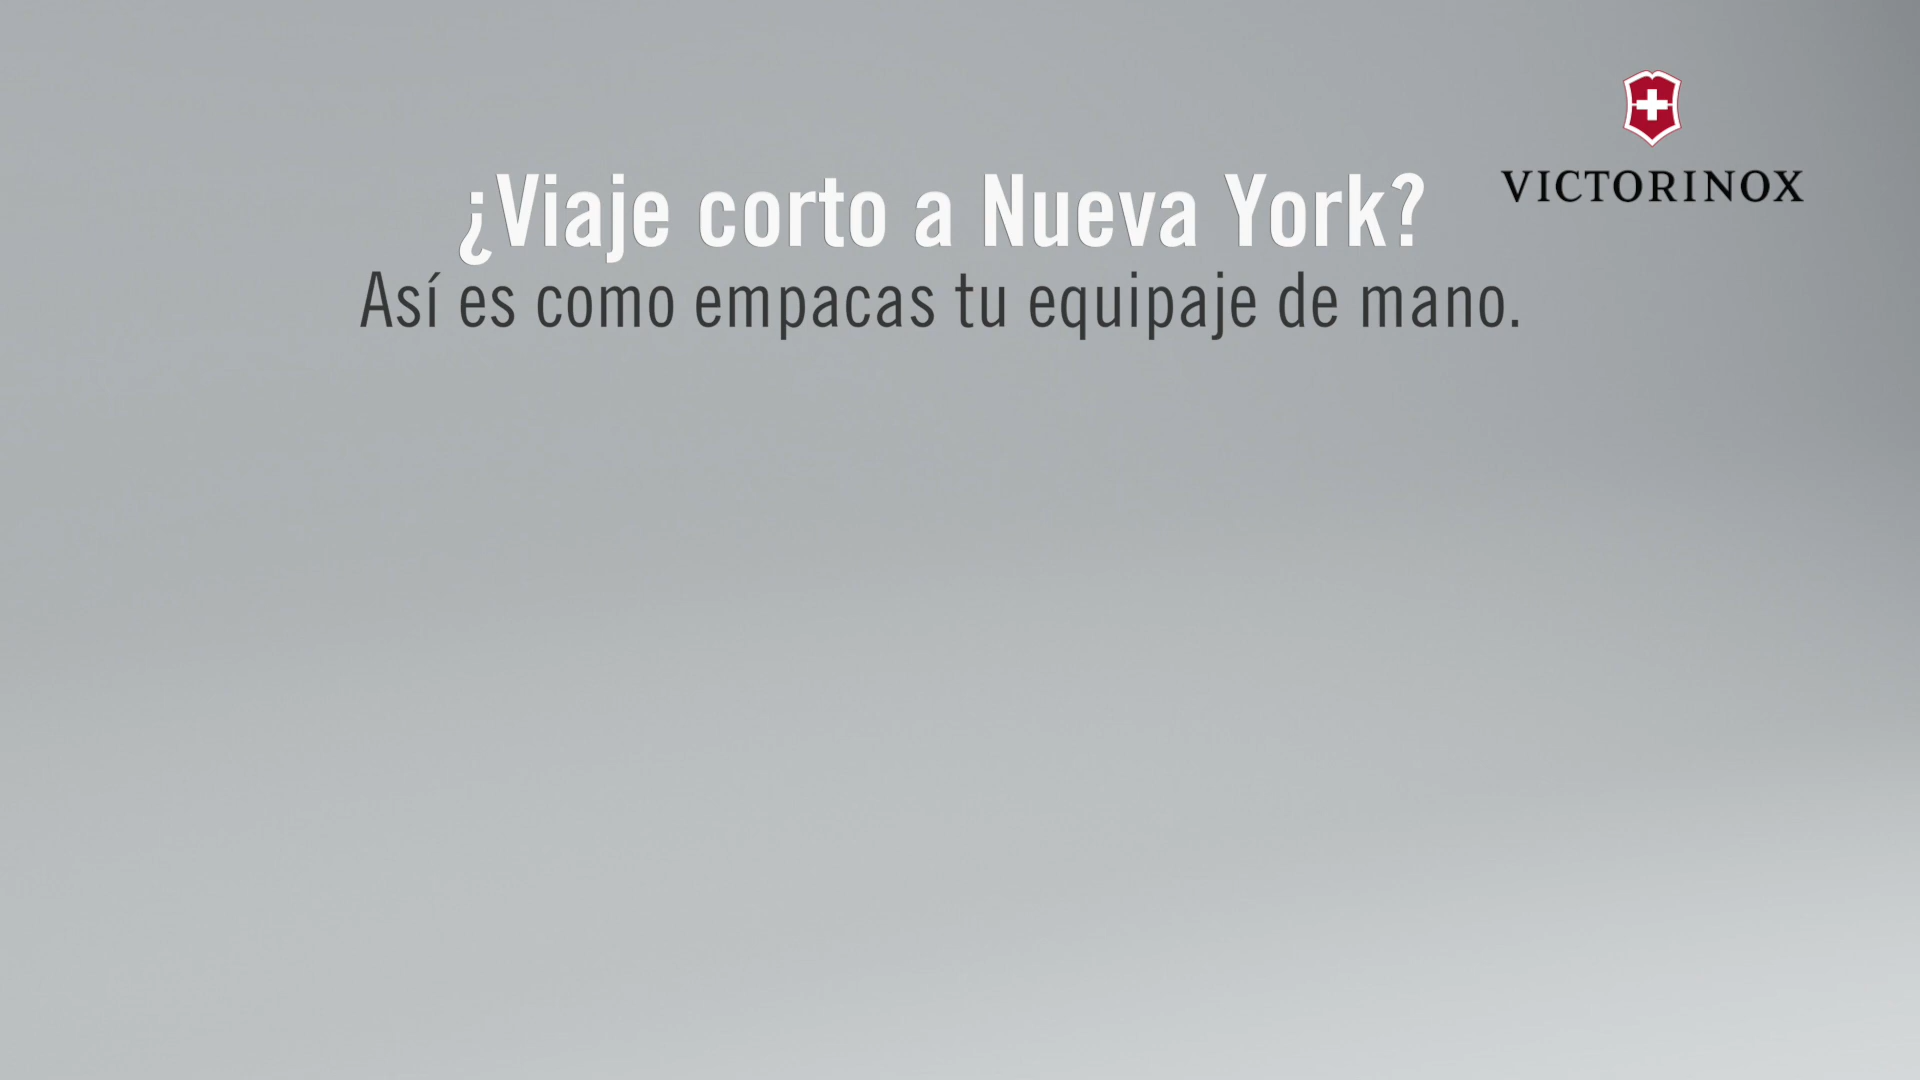 VICTORINOX
¿Viaje corto a Nueva York?
Así es como empacas tu equipaje de mano.